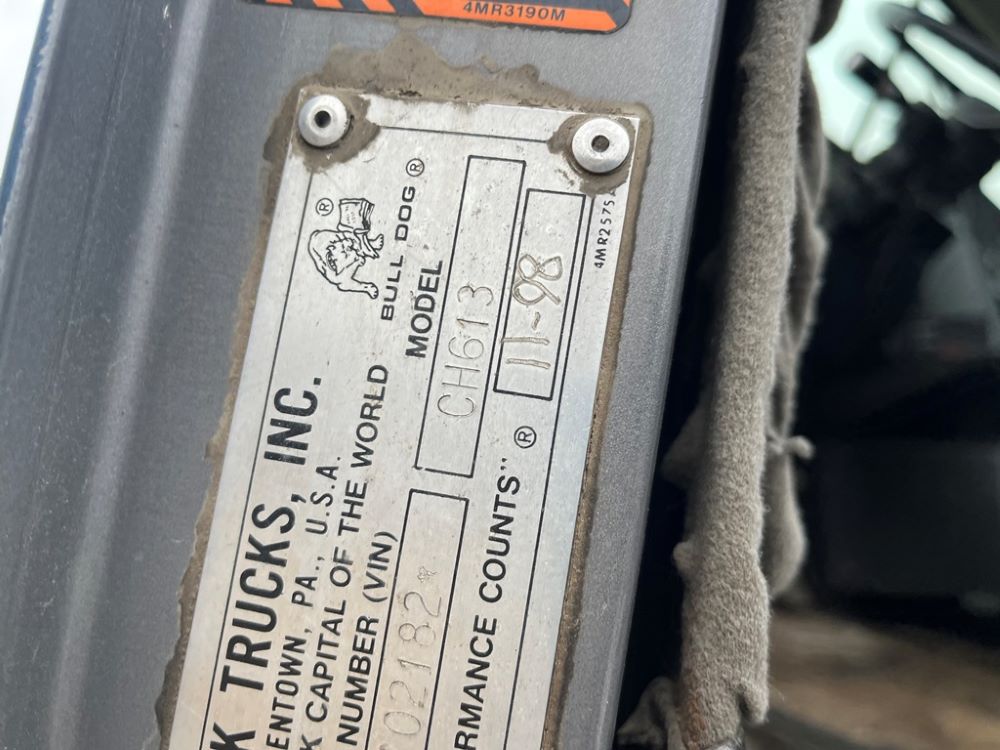 4MR3190M
®
BULL DOG®
K TRUCKS, INC.
ENTOWN, PA., U.S.A.
K CAPITAL OF THE WORLD
MODEL
CH613
11-98
NUMBER (VIN)
02182*
RMANCE COUNTS" ®
4MR2575